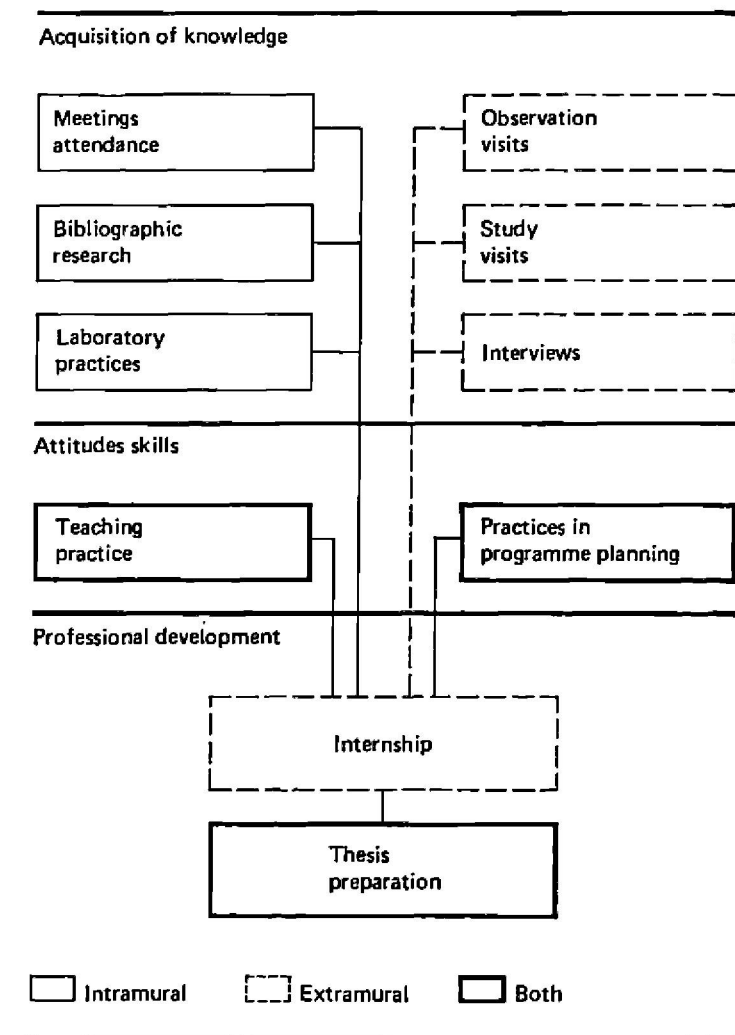 Acquisition of knowledge
Meetings
attendance
Observation
visits
Bibliographic
research
Study
visits
Laboratory
practices
Interviews
Attitudes skills
Teaching
practice
Practices in
programme planning
Professional development
Internship
Thesis
preparation
Intramural
Extramural
Both